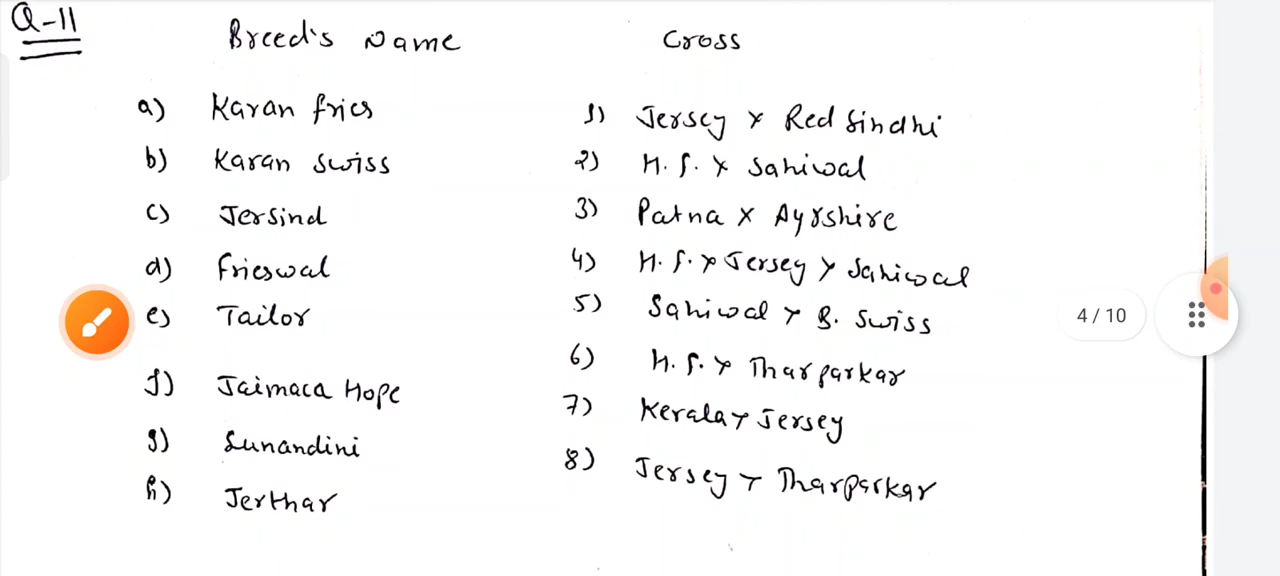 Q-11
Breed's Name Cross
a) Karan fries 1) Jersey x Red Sindhi
b) Karan swiss 2) H.F. x Sahiwal
c) Jersind 3) Patna x Ayrshire
d) Frieswal 4) H.F. x Jersey x Sahiwal
e) Tailor 5) Sahiwal x B. Swiss
f) Jaimaca Hope 6) H.F. x Tharparkar
g) Sunandini 7) Kerala x Jersey
h) Jerthar 8) Jersey x Tharparkar
4 / 10